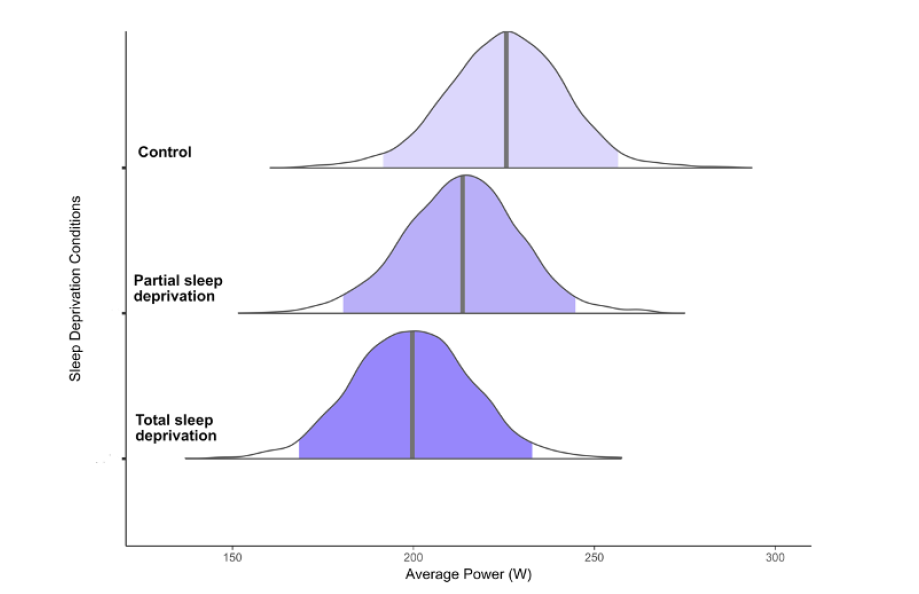 Control
Partial sleep
deprivation
Total sleep
deprivation
Sleep Deprivation Conditions
150 200 250 300
Average Power (W)